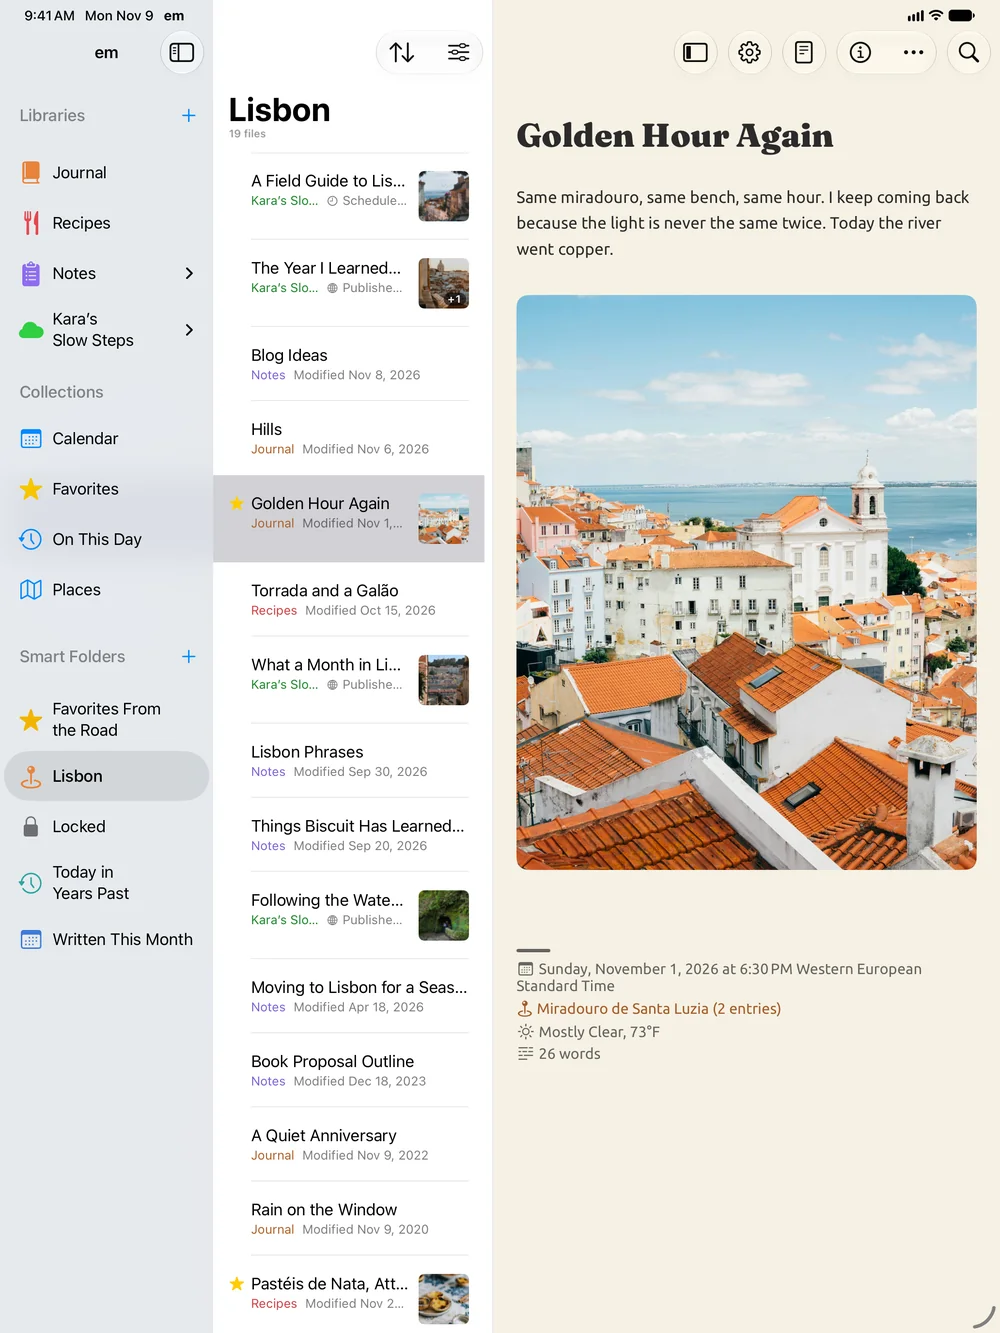 9:41 AM Mon Nov 9 em
em
Libraries
Journal
Recipes
Notes
Kara's
Slow Steps
Collections
Calendar
Favorites
On This Day
Places
Smart Folders
Favorites From
the Road
Lisbon
Locked
Today in
Years Past
Written This Month
Lisbon
19 files
A Field Guide to Lis...
Kara's Slo... Schedule...
The Year I Learned...
Kara's Slo... Publishe...
+1
Blog Ideas
Notes Modified Nov 8, 2026
Hills
Journal Modified Nov 6, 2026
Golden Hour Again
Journal Modified Nov 1,...
Torrada and a Galão
Recipes Modified Oct 15, 2026
What a Month in Li...
Kara's Slo... Publishe...
Lisbon Phrases
Notes Modified Sep 30, 2026
Things Biscuit Has Learned...
Notes Modified Sep 20, 2026
Following the Wate...
Kara's Slo... Publishe...
Moving to Lisbon for a Seas...
Notes Modified Apr 18, 2026
Book Proposal Outline
Notes Modified Dec 18, 2023
A Quiet Anniversary
Journal Modified Nov 9, 2022
Rain on the Window
Journal Modified Nov 9, 2020
Pastéis de Nata, Att...
Recipes Modified Nov 2...
Golden Hour Again
Same miradouro, same bench, same hour. I keep coming back
because the light is never the same twice. Today the river
went copper.
Sunday, November 1, 2026 at 6:30 PM Western European
Standard Time
Miradouro de Santa Luzia (2 entries)
Mostly Clear, 73°F
26 words